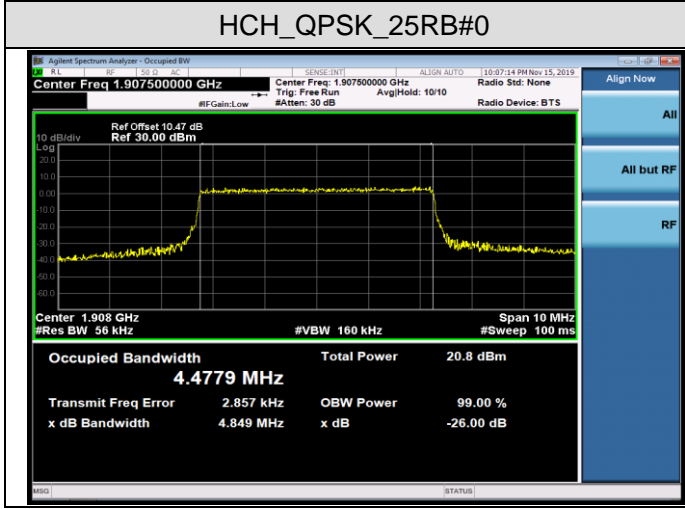 HCH_QPSK_25RB#0
Agilent Spectrum Analyzer - Occupied BW
RL RF 50 Ω AC SENSE:INT ALIGN AUTO 10:07:14 PM Nov 15, 2019
Center Freq 1.907500000 GHz Center Freq: 1.907500000 GHz Radio Std: None
Trig: Free Run Avg|Hold: 10/10
#IFGain:Low #Atten: 30 dB Radio Device: BTS
Align Now
All
All but RF
RF
Ref Offset 10.47 dB
10 dB/div Ref 30.00 dBm
Log
20.0
10.0
0.00
-10.0
-20.0
-30.0
-40.0
-50.0
-60.0
Center 1.908 GHz Span 10 MHz
#Res BW 56 kHz #VBW 160 kHz #Sweep 100 ms
Occupied Bandwidth Total Power 20.8 dBm
4.4779 MHz
Transmit Freq Error 2.857 kHz OBW Power 99.00 %
x dB Bandwidth 4.849 MHz x dB -26.00 dB
MSG STATUS